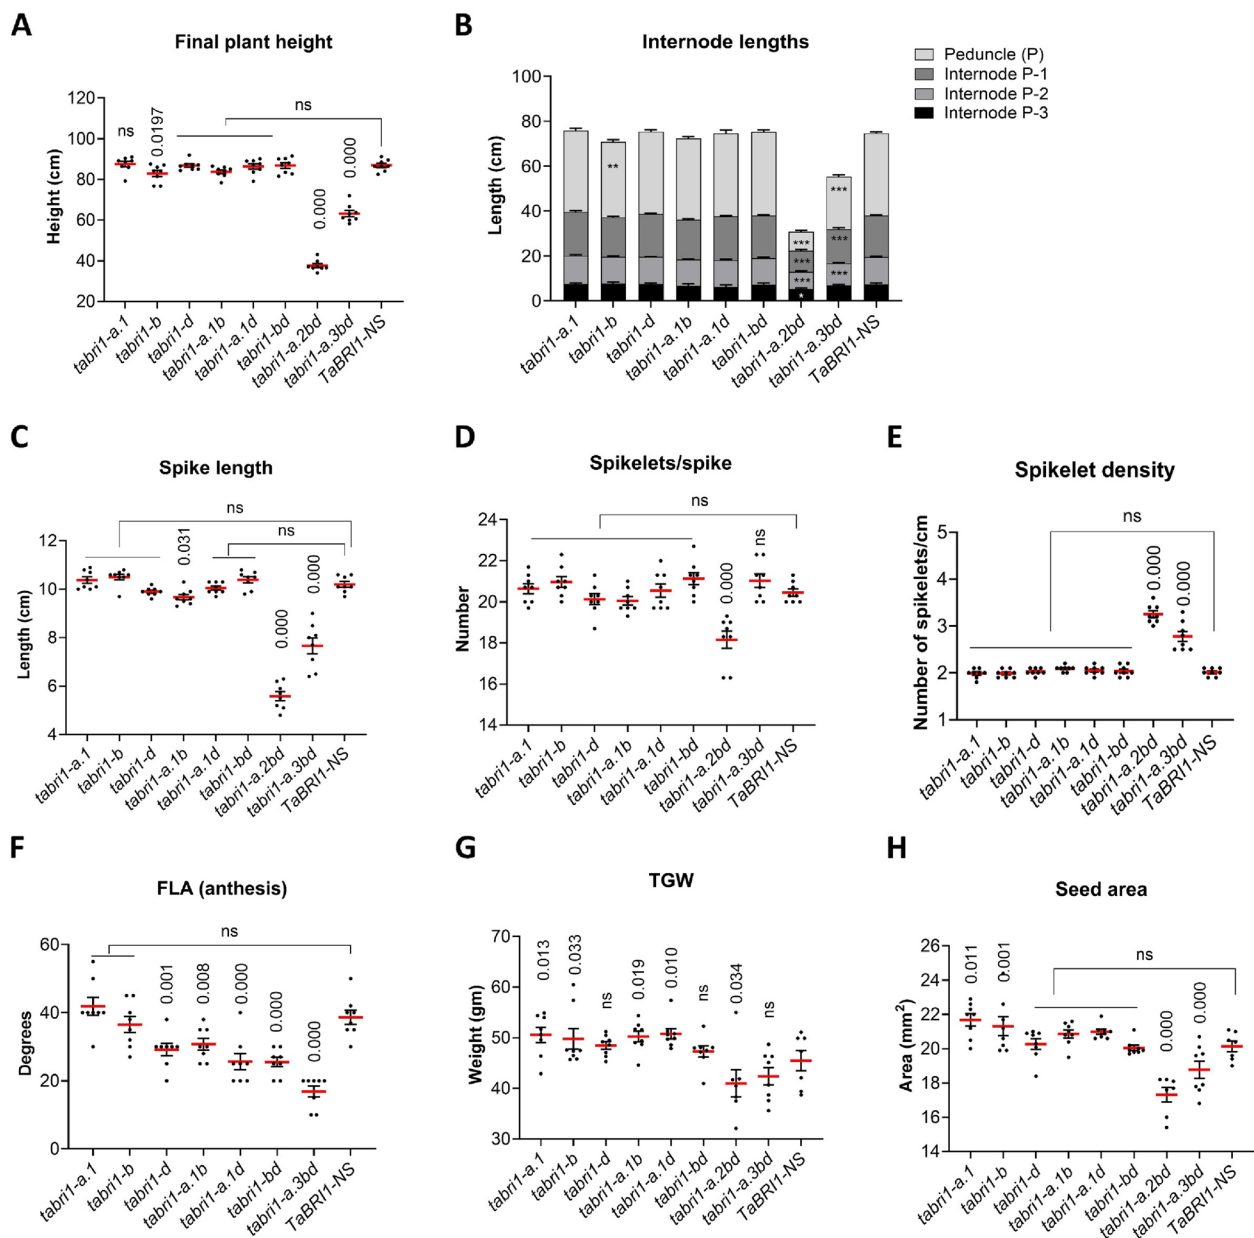 A
Final plant height
Height (cm)
120
100
80
60
40
20
ns
0.0197
ns
0.000
0.000
tabri1-a.1
tabri1-b
tabri1-d
tabri1-a.1b
tabri1-a.1d
tabri1-bd
tabri1-a.2bd
tabri1-a.3bd
TaBRI1-NS
B
Internode lengths
Peduncle (P)
Internode P-1
Internode P-2
Internode P-3
Length (cm)
100
80
60
40
20
0
**
***
***
***
*
***
***
***
tabri1-a.1
tabri1-b
tabri1-d
tabri1-a.1b
tabri1-a.1d
tabri1-bd
tabri1-a.2bd
tabri1-a.3bd
TaBRI1-NS
C
Spike length
Length (cm)
12
10
8
6
4
ns
ns
0.031
0.000
0.000
tabri1-a.1
tabri1-b
tabri1-d
tabri1-a.1b
tabri1-a.1d
tabri1-bd
tabri1-a.2bd
tabri1-a.3bd
TaBRI1-NS
D
Spikelets/spike
Number
24
22
20
18
16
14
ns
0.000
ns
tabri1-a.1
tabri1-b
tabri1-d
tabri1-a.1b
tabri1-a.1d
tabri1-bd
tabri1-a.2bd
tabri1-a.3bd
TaBRI1-NS
E
Spikelet density
Number of spikelets/cm
5
4
3
2
1
ns
0.000
0.000
tabri1-a.1
tabri1-b
tabri1-d
tabri1-a.1b
tabri1-a.1d
tabri1-bd
tabri1-a.2bd
tabri1-a.3bd
TaBRI1-NS
F
FLA (anthesis)
Degrees
60
40
20
0
ns
0.001
0.008
0.000
0.000
0.000
tabri1-a.1
tabri1-b
tabri1-d
tabri1-a.1b
tabri1-a.1d
tabri1-bd
tabri1-a.3bd
TaBRI1-NS
G
TGW
Weight (gm)
70
60
50
40
30
0.013
0.033
ns
0.019
0.010
ns
0.034
ns
tabri1-a.1
tabri1-b
tabri1-d
tabri1-a.1b
tabri1-a.1d
tabri1-bd
tabri1-a.2bd
tabri1-a.3bd
TaBRI1-NS
H
Seed area
Area (mm²)
26
24
22
20
18
16
14
0.011
0.001
ns
0.000
0.000
tabri1-a.1
tabri1-b
tabri1-d
tabri1-a.1b
tabri1-a.1d
tabri1-bd
tabri1-a.2bd
tabri1-a.3bd
TaBRI1-NS